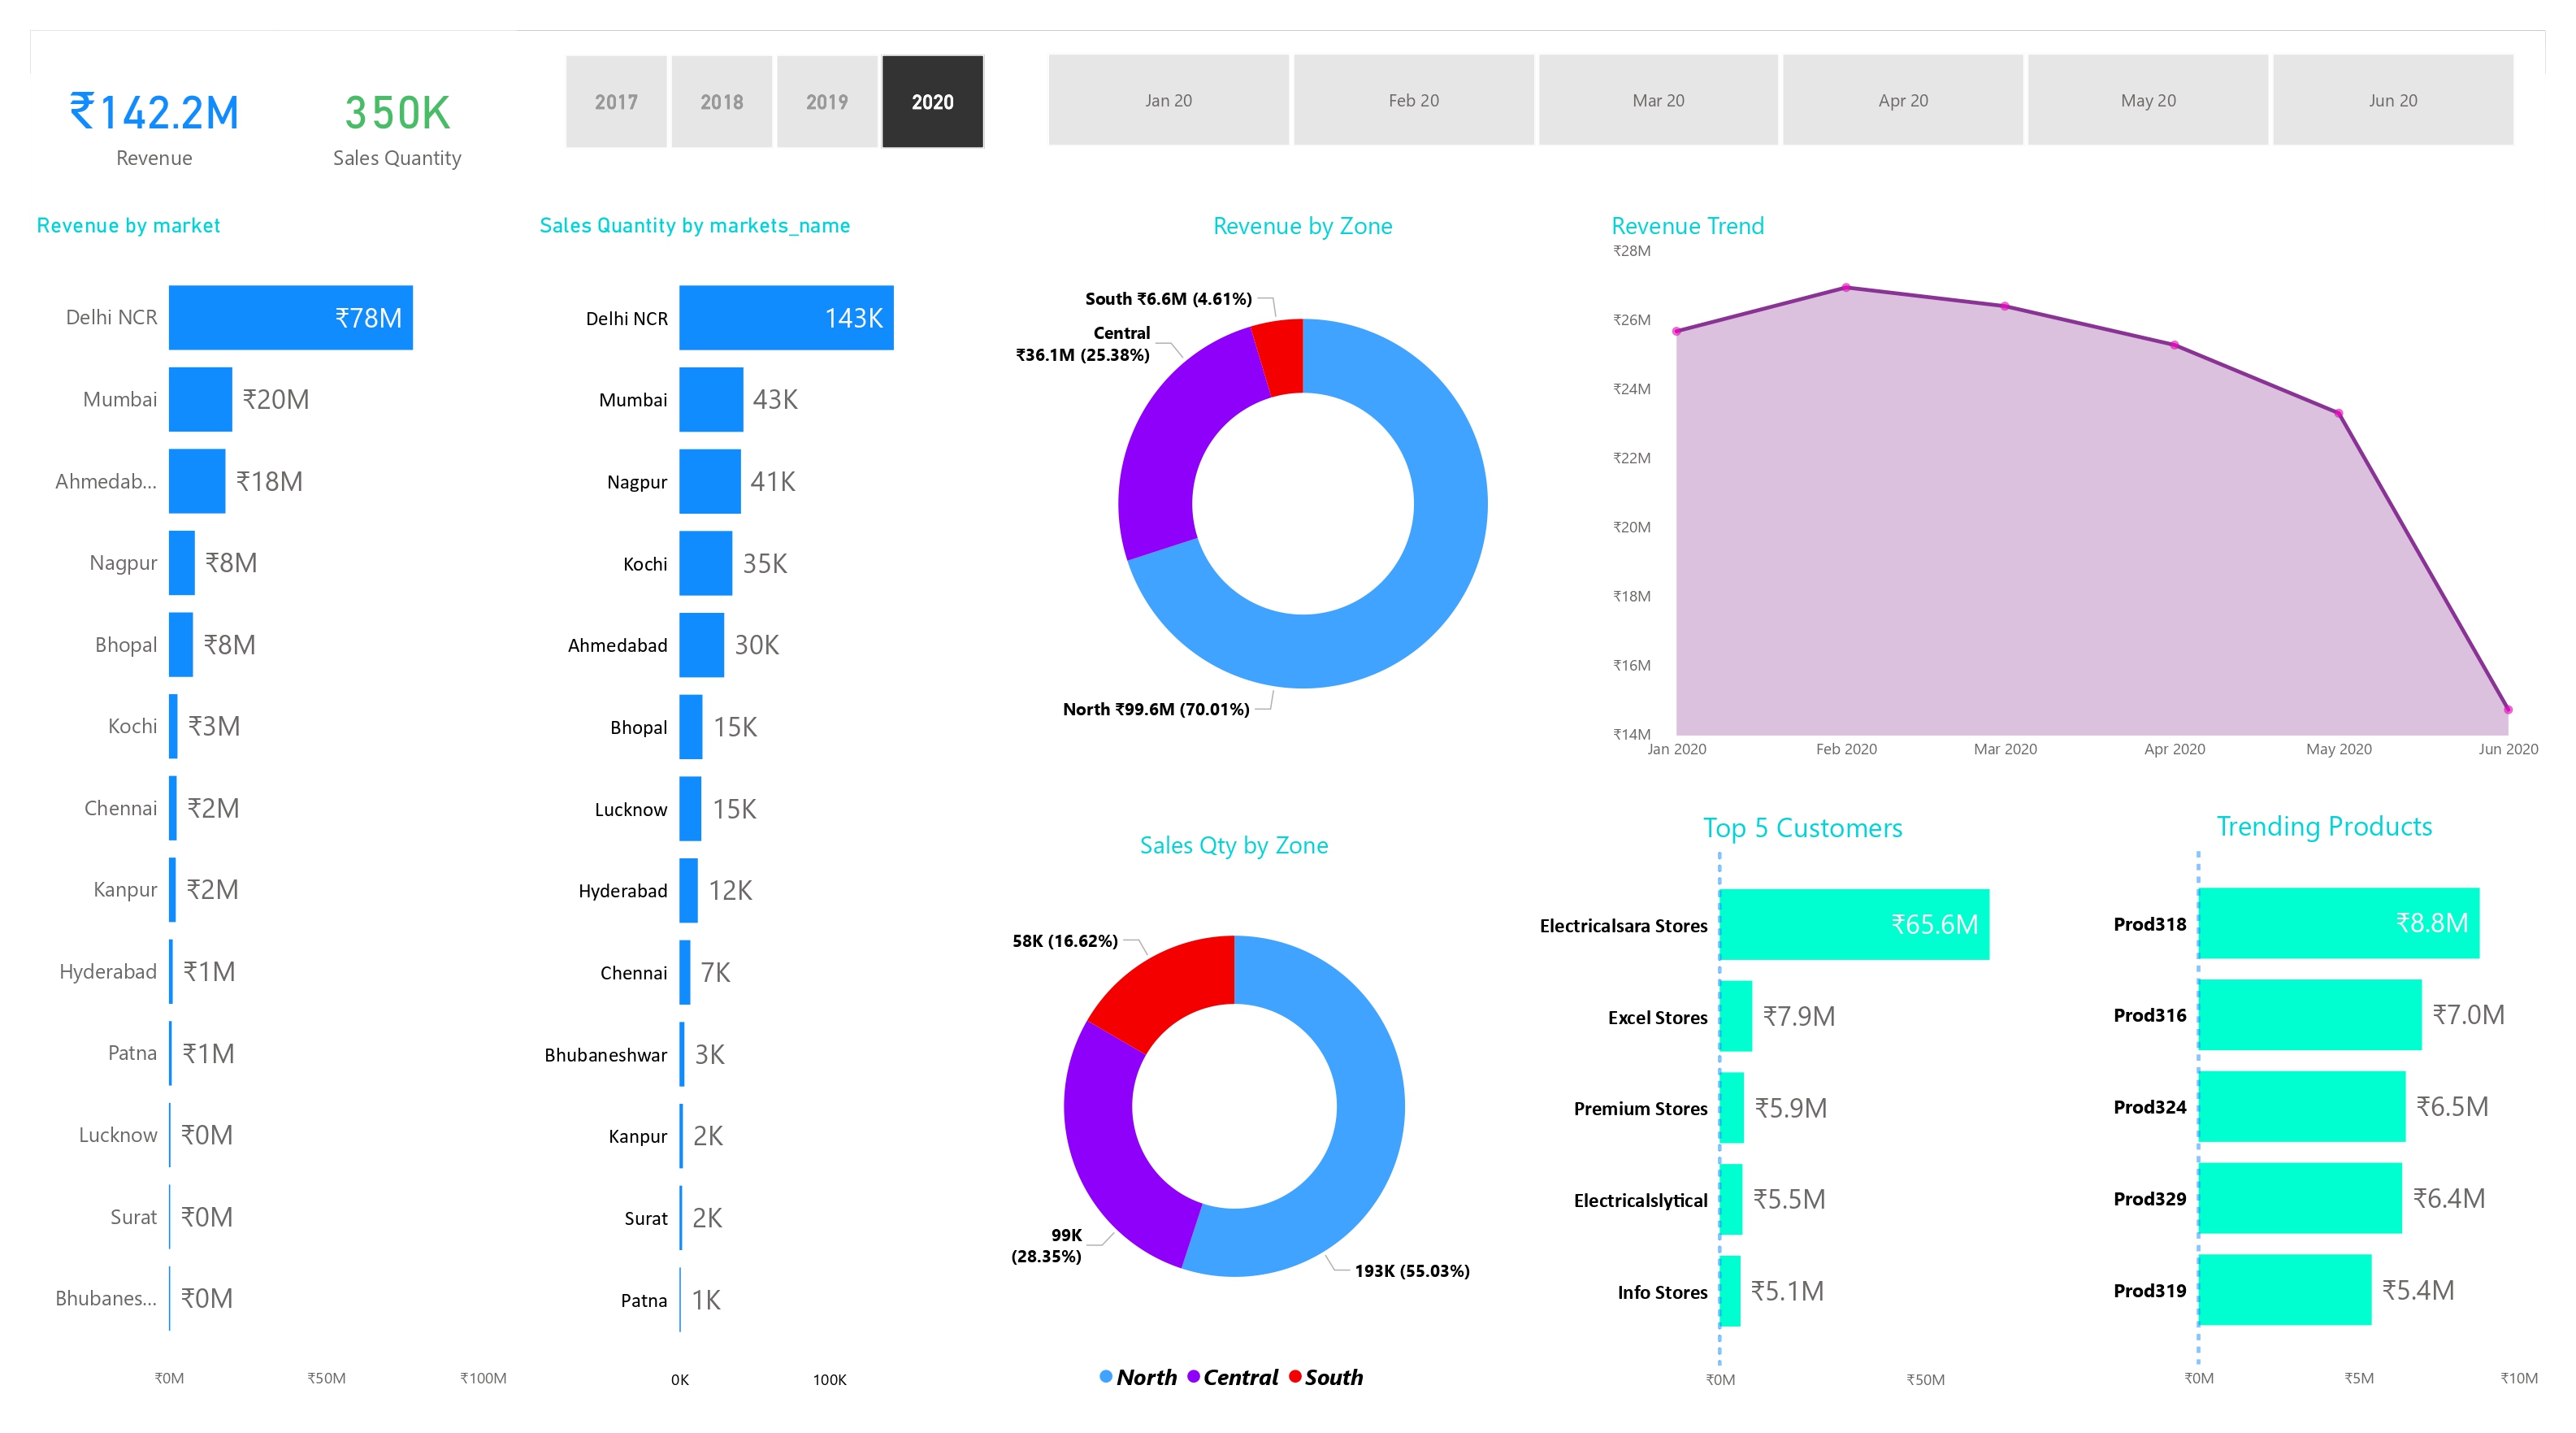 ₹142.2M
Revenue
350K
Sales Quantity
2017
2018
2019
2020
Jan 20
Feb 20
Mar 20
Apr 20
May 20
Jun 20
Revenue by market
Delhi NCR
₹78M
Mumbai
₹20M
Ahmedab...
₹18M
Nagpur
₹8M
Bhopal
₹8M
Kochi
₹3M
Chennai
₹2M
Kanpur
₹2M
Hyderabad
₹1M
Patna
₹1M
Lucknow
₹0M
Surat
₹0M
Bhubanes...
₹0M
₹0M
₹50M
₹100M
Sales Quantity by markets_name
Delhi NCR
143K
Mumbai
43K
Nagpur
41K
Kochi
35K
Ahmedabad
30K
Bhopal
15K
Lucknow
15K
Hyderabad
12K
Chennai
7K
Bhubaneshwar
3K
Kanpur
2K
Surat
2K
Patna
1K
0K
100K
Revenue by Zone
South ₹6.6M (4.61%)
Central
₹36.1M (25.38%)
North ₹99.6M (70.01%)
Sales Qty by Zone
58K (16.62%)
99K
(28.35%)
193K (55.03%)
North
Central
South
Revenue Trend
₹28M
₹26M
₹24M
₹22M
₹20M
₹18M
₹16M
₹14M
Jan 2020
Feb 2020
Mar 2020
Apr 2020
May 2020
Jun 2020
Top 5 Customers
Electricalsara Stores
₹65.6M
Excel Stores
₹7.9M
Premium Stores
₹5.9M
Electricalslytical
₹5.5M
Info Stores
₹5.1M
₹0M
₹50M
Trending Products
Prod318
₹8.8M
Prod316
₹7.0M
Prod324
₹6.5M
Prod329
₹6.4M
Prod319
₹5.4M
₹0M
₹5M
₹10M